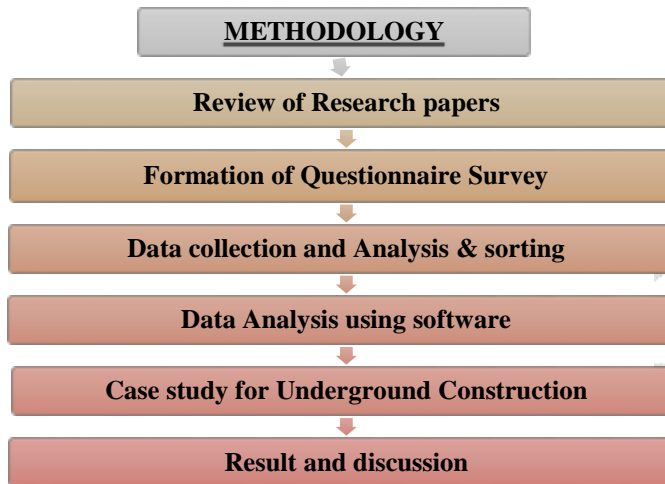 METHODOLOGY
Review of Research papers
Formation of Questionnaire Survey
Data collection and Analysis & sorting
Data Analysis using software
Case study for Underground Construction
Result and discussion